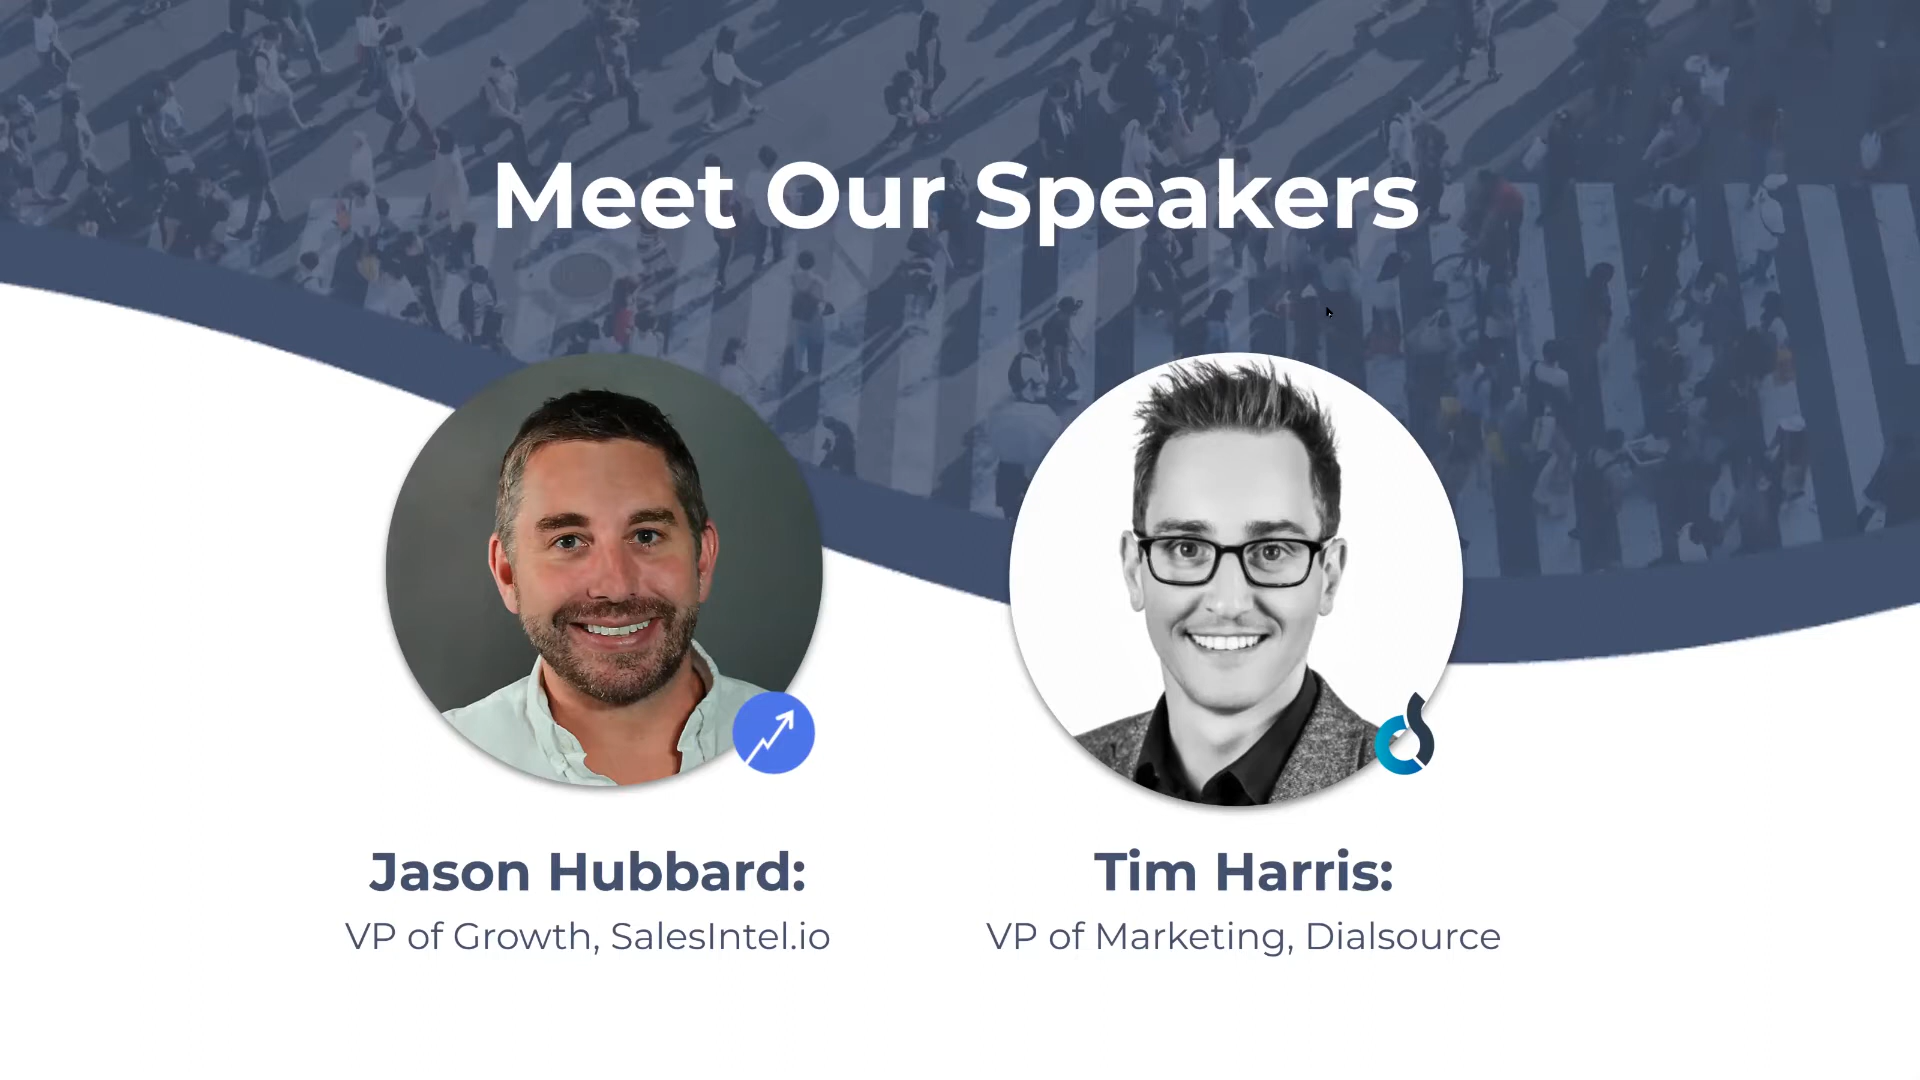 Meet Our Speakers
Jason Hubbard:
VP of Growth, SalesIntel.io
Tim Harris:
VP of Marketing, Dialsource